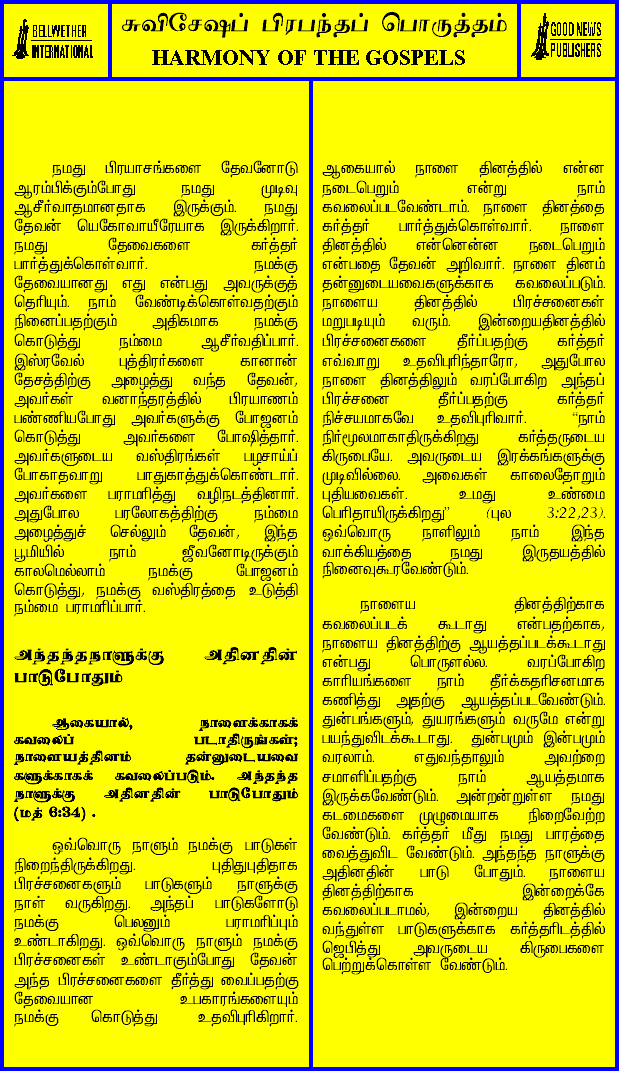 BELLWETHER
INTERNATIONAL
சுவிசேஷப் பிரபந்தப் பொருத்தம்
HARMONY OF THE GOSPELS
GOOD NEWS
PUBLISHERS
நமது பிரயாசங்களை தேவனோடு
ஆரம்பிக்கும்போது நமது முடிவு
ஆசீர்வாதமானதாக இருக்கும். நமது
தேவன் யெகோவாயீரேயாக இருக்கிறார்.
நமது தேவைகளை கர்த்தர்
பார்த்துக்கொள்வார். நமக்கு
தேவையானது எது என்பது அவருக்குத்
தெரியும். நாம் வேண்டிக்கொள்வதற்கும்
நினைப்பதற்கும் அதிகமாக நமக்கு
கொடுத்து நம்மை ஆசீர்வதிப்பார்.
இஸ்ரவேல் புத்திரர்களை கானான்
தேசத்திற்கு அழைத்து வந்த தேவன்,
அவர்கள் வனாந்தரத்தில் பிரயாணம்
பண்ணியபோது அவர்களுக்கு போஜனம்
கொடுத்து அவர்களை போஷித்தார்.
அவர்களுடைய வஸ்திரங்கள் பழசாய்ப்
போகாதவாறு பாதுகாத்துக்கொண்டார்.
அவர்களை பராமரித்து வழிநடத்தினார்.
அதுபோல பரலோகத்திற்கு நம்மை
அழைத்துச் செல்லும் தேவன், இந்த
பூமியில் நாம் ஜீவனோடிருக்கும்
காலமெல்லாம் நமக்கு போஜனம்
கொடுத்து, நமக்கு வஸ்திரத்தை உடுத்தி
நம்மை பராமரிப்பார்.
அந்தந்தநாளுக்கு அதினதின்
பாடுபோதும்
ஆகையால், நாளைக்காகக்
கவலைப் படாதிருங்கள்;
நாளையத்தினம் தன்னுடையவை
களுக்காகக் கவலைப்படும். அந்தந்த
நாளுக்கு அதினதின் பாடுபோதும்
(மத் 6:34) .
ஒவ்வொரு நாளும் நமக்கு பாடுகள்
நிறைந்திருக்கிறது. புதிதுபுதிதாக
பிரச்சனைகளும் பாடுகளும் நாளுக்கு
நாள் வருகிறது. அந்தப் பாடுகளோடு
நமக்கு பெலனும் பராமரிப்பும்
உண்டாகிறது. ஒவ்வொரு நாளும் நமக்கு
பிரச்சனைகள் உண்டாகும்போது தேவன்
அந்த பிரச்சனைகளை தீர்த்து வைப்பதற்கு
தேவையான உபகாரங்களையும்
நமக்கு கொடுத்து உதவிபுரிகிறார்.
ஆகையால் நாளை தினத்தில் என்ன
நடைபெறும் என்று நாம்
கவலைப்படவேண்டாம். நாளை தினத்தை
கர்த்தர் பார்த்துக்கொள்வார். நாளை
தினத்தில் என்னென்ன நடைபெறும்
என்பதை தேவன் அறிவார். நாளை தினம்
தன்னுடையவைகளுக்காக கவலைப்படும்.
நாளைய தினத்தில் பிரச்சனைகள்
மறுபடியும் வரும். இன்றையதினத்தில்
பிரச்சனைகளை தீர்ப்பதற்கு கர்த்தர்
எவ்வாறு உதவிபுரிந்தாரோ, அதுபோல
நாளை தினத்திலும் வரப்போகிற அந்தப்
பிரச்சனை தீர்ப்பதற்கு கர்த்தர்
நிச்சயமாகவே உதவிபுரிவார். "நாம்
நிர்மூலமாகாதிருக்கிறது கர்த்தருடைய
கிருபையே. அவருடைய இரக்கங்களுக்கு
முடிவில்லை. அவைகள் காலைதோறும்
புதியவைகள். உமது உண்மை
பெரிதாயிருக்கிறது" (புல 3:22,23).
ஒவ்வொரு நாளிலும் நாம் இந்த
வாக்கியத்தை நமது இருதயத்தில்
நினைவுகூரவேண்டும்.
நாளைய தினத்திற்காக
கவலைப்படக் கூடாது என்பதற்காக,
நாளைய தினத்திற்கு ஆயத்தப்படக்கூடாது
என்பது பொருளல்ல. வரப்போகிற
காரியங்களை நாம் தீர்க்கதரிசனமாக
கணித்து அதற்கு ஆயத்தப்படவேண்டும்.
துன்பங்களும், துயரங்களும் வருமே என்று
பயந்துவிடக்கூடாது. துன்பமும் இன்பமும்
வரலாம். எதுவந்தாலும் அவற்றை
சமாளிப்பதற்கு நாம் ஆயத்தமாக
இருக்கவேண்டும். அன்றன்றுள்ள நமது
கடமைகளை முழுமையாக நிறைவேற்ற
வேண்டும். கர்த்தர் மீது நமது பாரத்தை
வைத்துவிட வேண்டும். அந்தந்த நாளுக்கு
அதினதின் பாடு போதும். நாளைய
தினத்திற்காக இன்றைக்கே
கவலைப்படாமல், இன்றைய தினத்தில்
வந்துள்ள பாடுகளுக்காக கர்த்தரிடத்தில்
ஜெபித்து அவருடைய கிருபைகளை
பெற்றுக்கொள்ள வேண்டும்.